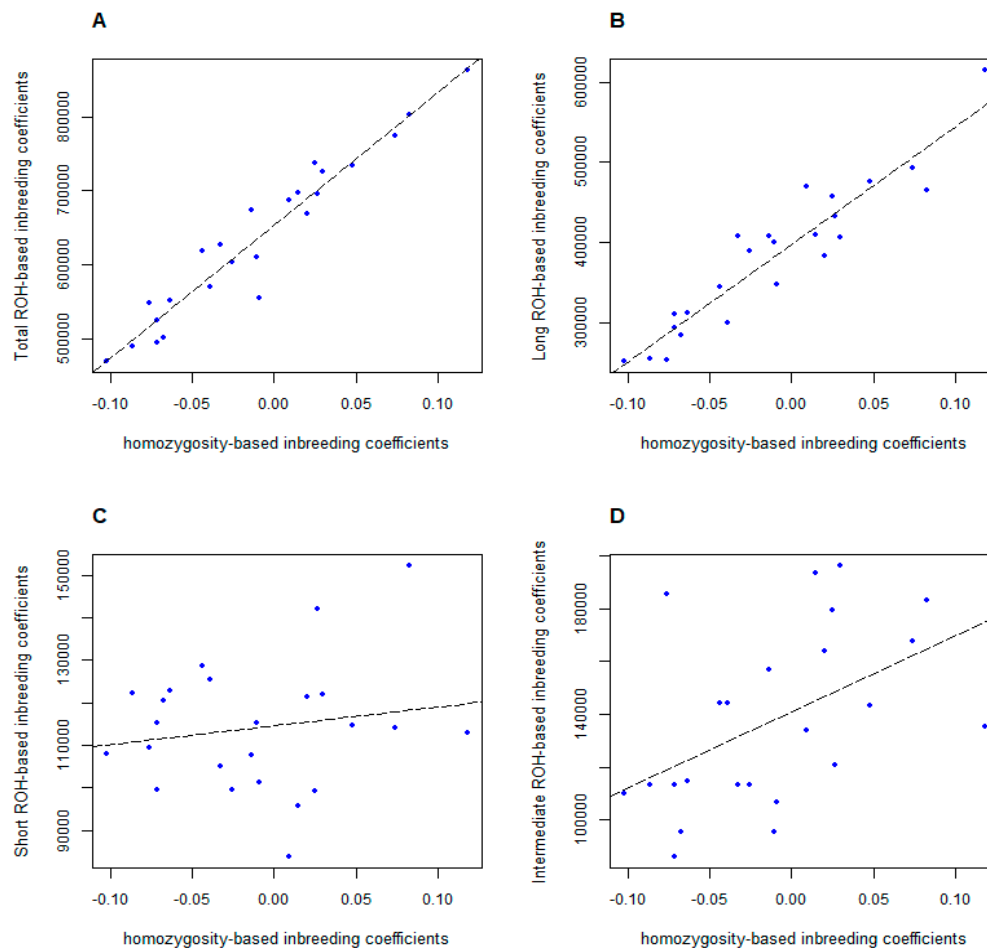 A
Total ROH-based inbreeding coefficients
800000
700000
600000
500000
-0.10
-0.05
0.00
0.05
0.10
homozygosity-based inbreeding coefficients
B
Long ROH-based inbreeding coefficients
600000
500000
400000
300000
-0.10
-0.05
0.00
0.05
0.10
homozygosity-based inbreeding coefficients
C
Short ROH-based inbreeding coefficients
150000
130000
110000
90000
-0.10
-0.05
0.00
0.05
0.10
homozygosity-based inbreeding coefficients
D
Intermediate ROH-based inbreeding coefficients
180000
140000
100000
-0.10
-0.05
0.00
0.05
0.10
homozygosity-based inbreeding coefficients